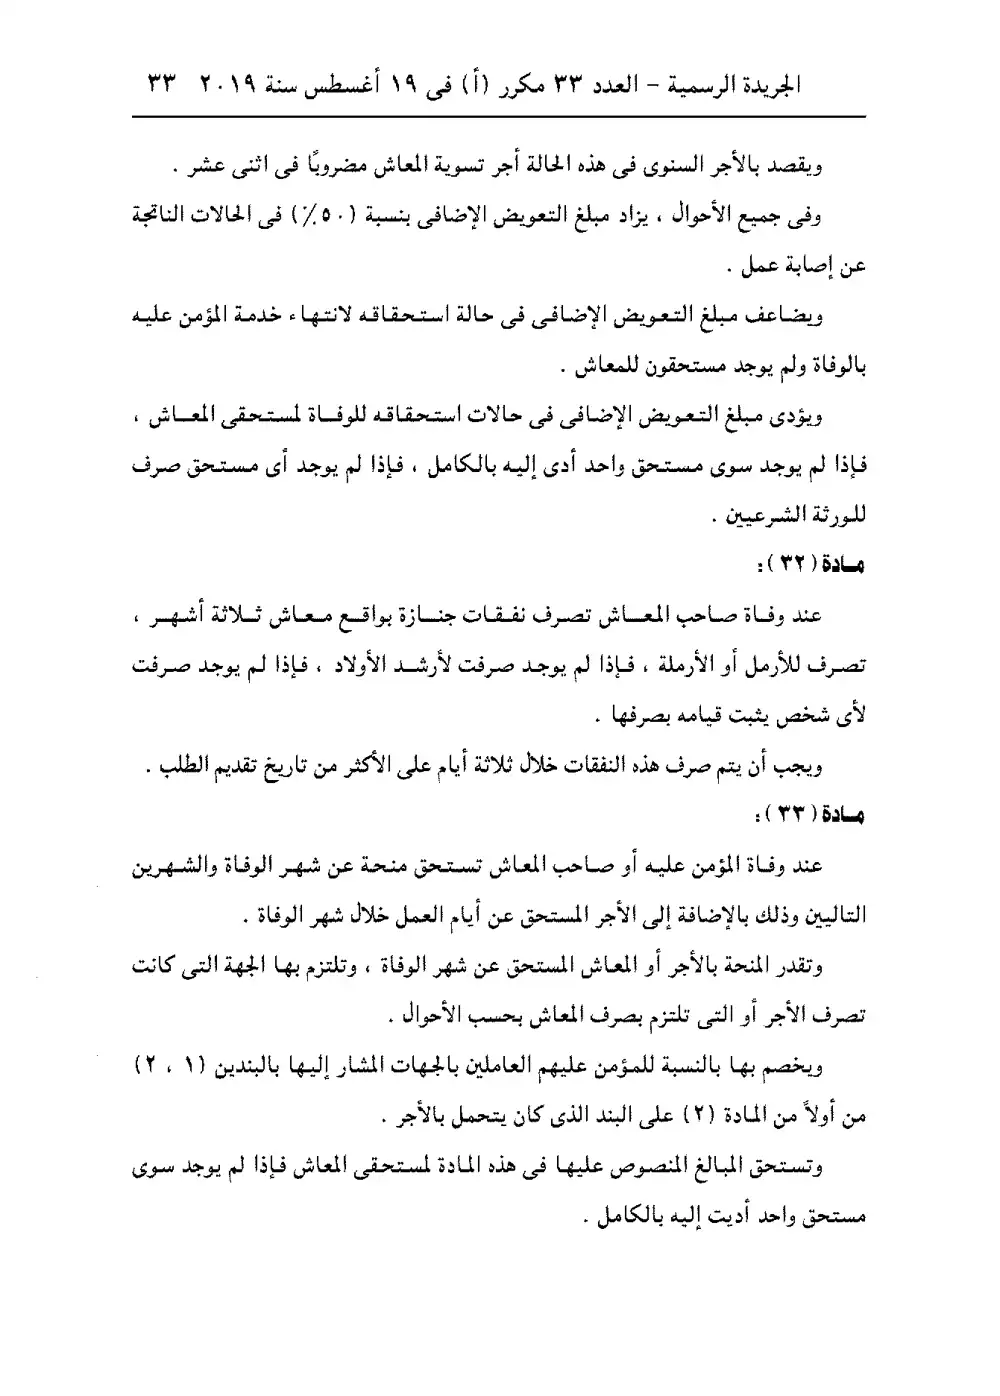 الجريدة الرسمية - العدد ٣٣ مكرر (أ) فى ١٩ أغسطس سنة ٢٠١٩ ٣٣
ويقصد بالأجر السنوى فى هذه الحالة أجر تسوية المعاش مضروبًا فى اثنى عشر .
وفى جميع الأحوال ، يزاد مبلغ التعويض الإضافى بنسبة (٥٠٪) فى الحالات الناتجة
عن إصابة عمل .
ويضاعف مبلغ التعويض الإضافى فى حالة استحقاقه لانتهاء خدمة المؤمن عليه
بالوفاة ولم يوجد مستحقون للمعاش .
ويؤدى مبلغ التعويض الإضافى فى حالات استحقاقه للوفاة لمستحقى المعاش ،
فإذا لم يوجد سوى مستحق واحد أدى إليه بالكامل ، فإذا لم يوجد أى مستحق صرف
للورثة الشرعيين .
مادة (٣٢) :
عند وفاة صاحب المعاش تصرف نفقات جنازة بواقع معاش ثلاثة أشهر ،
تصرف للأرمل أو الأرملة ، فإذا لم يوجد صرفت لأرشد الأولاد ، فإذا لم يوجد صرفت
لأى شخص يثبت قيامه بصرفها .
ويجب أن يتم صرف هذه النفقات خلال ثلاثة أيام على الأكثر من تاريخ تقديم الطلب .
مادة (٣٣) :
عند وفاة المؤمن عليه أو صاحب المعاش تستحق منحة عن شهر الوفاة والشهرين
التاليين وذلك بالإضافة إلى الأجر المستحق عن أيام العمل خلال شهر الوفاة .
وتقدر المنحة بالأجر أو المعاش المستحق عن شهر الوفاة ، وتلتزم بها الجهة التى كانت
تصرف الأجر أو التى تلتزم بصرف المعاش بحسب الأحوال .
ويخصم بها بالنسبة للمؤمن عليهم العاملين بالجهات المشار إليها بالبندين (١ ، ٢)
من أولاً من المادة (٢) على البند الذى كان يتحمل بالأجر .
وتستحق المبالغ المنصوص عليها فى هذه المادة لمستحقى المعاش فإذا لم يوجد سوى
مستحق واحد أديت إليه بالكامل .